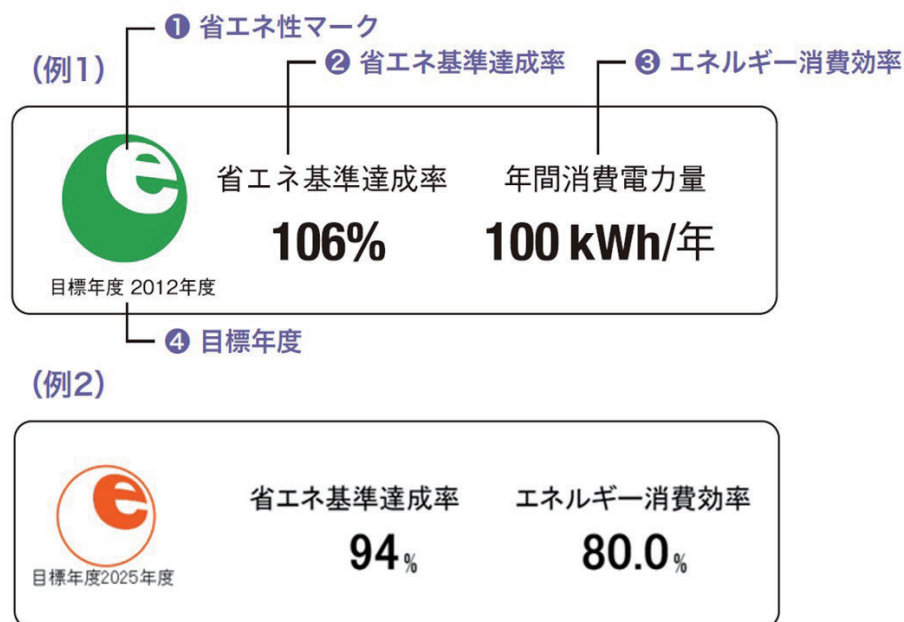 ❶ 省エネ性マーク
(例1)
❷ 省エネ基準達成率
❸ エネルギー消費効率
e
省エネ基準達成率
年間消費電力量
106%
100 kWh/年
目標年度 2012年度
❹ 目標年度
(例2)
e
省エネ基準達成率
エネルギー消費効率
94%
80.0%
目標年度2025年度